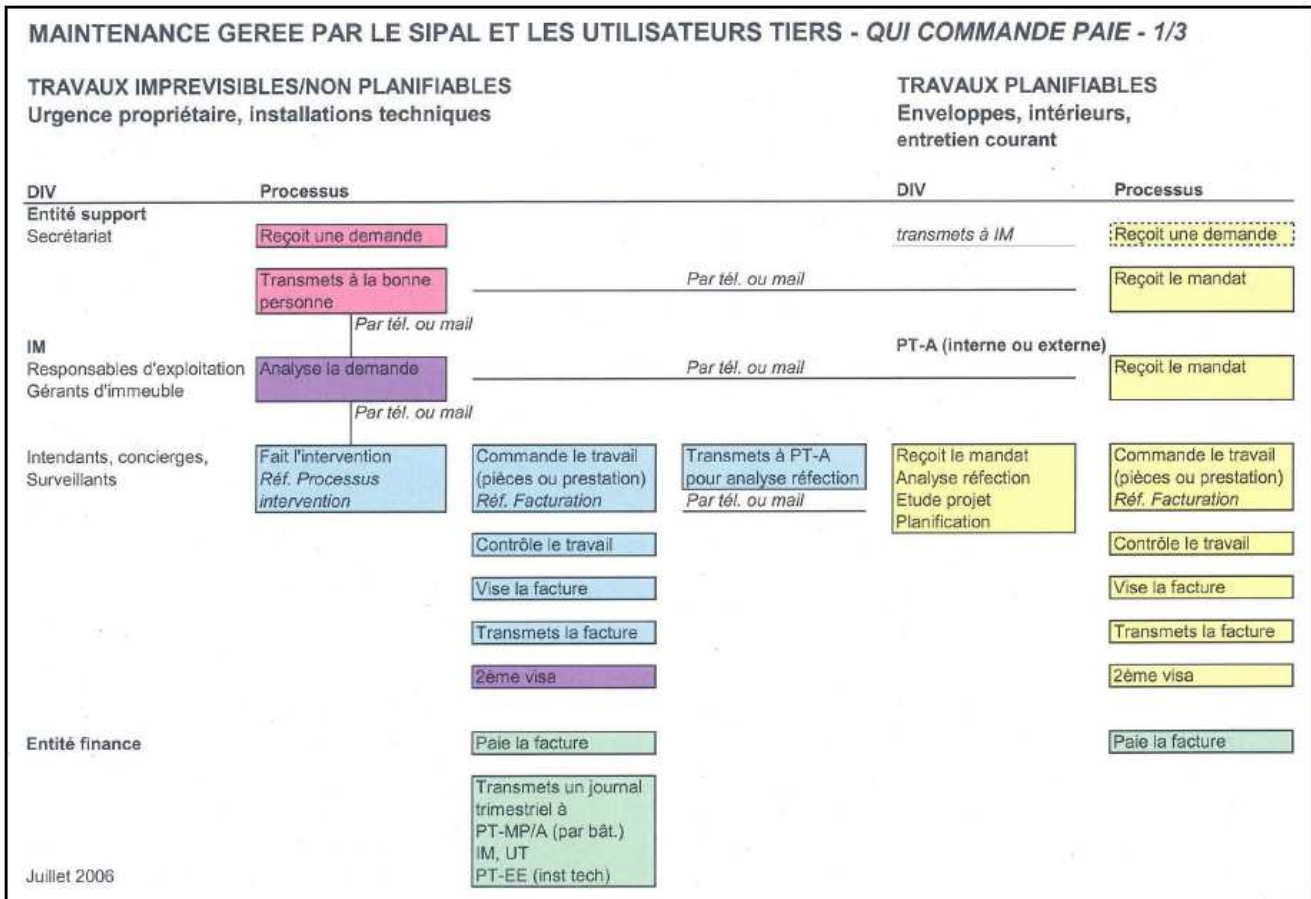 MAINTENANCE GEREE PAR LE SIPAL ET LES UTILISATEURS TIERS - QUI COMMANDE PAIE - 1/3
TRAVAUX IMPREVISIBLES/NON PLANIFIABLES
Urgence propriétaire, installations techniques
TRAVAUX PLANIFIABLES
Enveloppes, intérieurs,
entretien courant
DIV Processus DIV Processus
Entité support
Secrétariat
Reçoit une demande
transmets à IM
Reçoit une demande
Transmets à la bonne
personne
Par tél. ou mail
Reçoit le mandat
Par tél. ou mail
IM
Responsables d'exploitation
Gérants d'immeuble
Analyse la demande
Par tél. ou mail
PT-A (interne ou externe)
Reçoit le mandat
Par tél. ou mail
Intendants, concierges,
Surveillants
Fait l'intervention
Réf. Processus
intervention
Commande le travail
(pièces ou prestation)
Réf. Facturation
Transmets à PT-A
pour analyse réfection
Par tél. ou mail
Reçoit le mandat
Analyse réfection
Etude projet
Planification
Commande le travail
(pièces ou prestation)
Réf. Facturation
Contrôle le travail
Contrôle le travail
Vise la facture
Vise la facture
Transmets la facture
Transmets la facture
2ème visa
2ème visa
Entité finance
Paie la facture
Paie la facture
Transmets un journal
trimestriel à
PT-MP/A (par bât.)
IM, UT
PT-EE (inst tech)
Juillet 2006